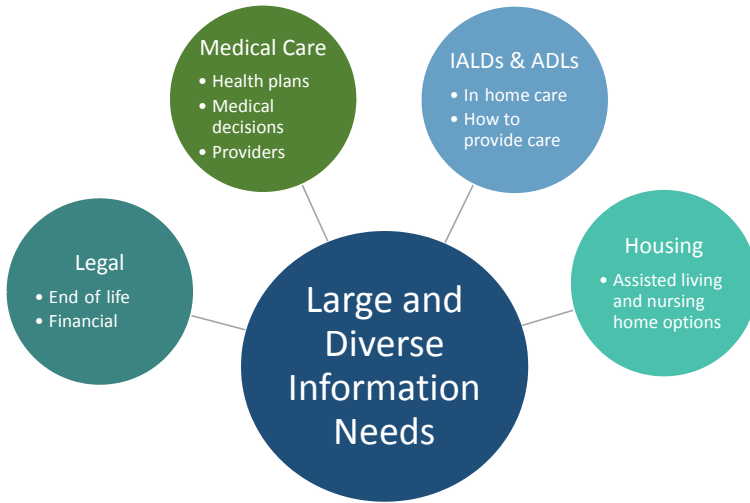 Medical Care
• Health plans
• Medical
decisions
• Providers
IALDs & ADLs
• In home care
• How to
provide care
Legal
• End of life
• Financial
Housing
• Assisted living
and nursing
home options
Large and
Diverse
Information
Needs